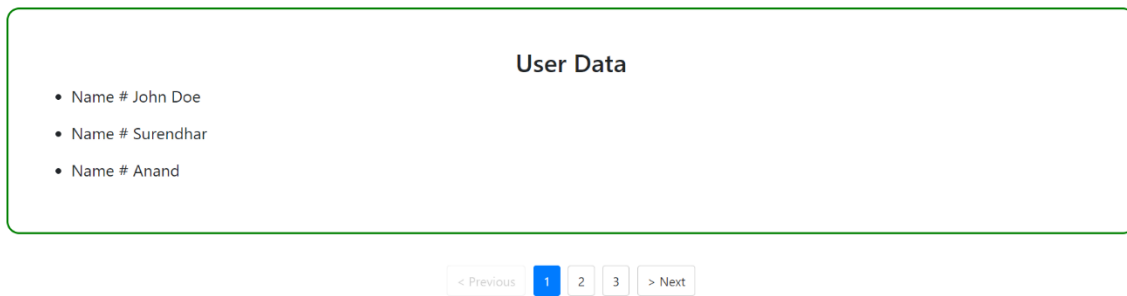 User Data
• Name # John Doe
• Name # Surendhar
• Name # Anand
< Previous 1 2 3 > Next